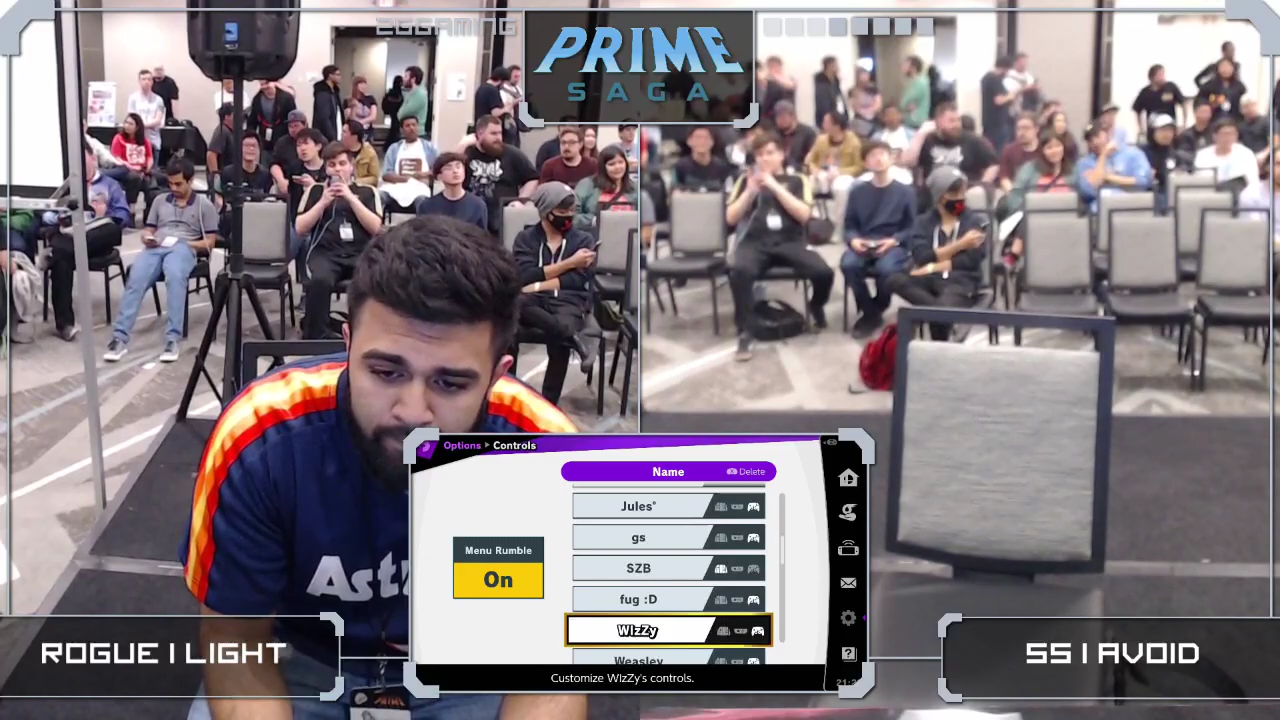 2GGAMING
PRIME
SAGA
Options ▸ Controls
Name
Delete
Jules"
gs
SZB
fug :D
WIzZy
Weasley
Menu Rumble
On
Customize WIzZy's controls.
Ast
ROGUE | LIGHT
SS | AVOID